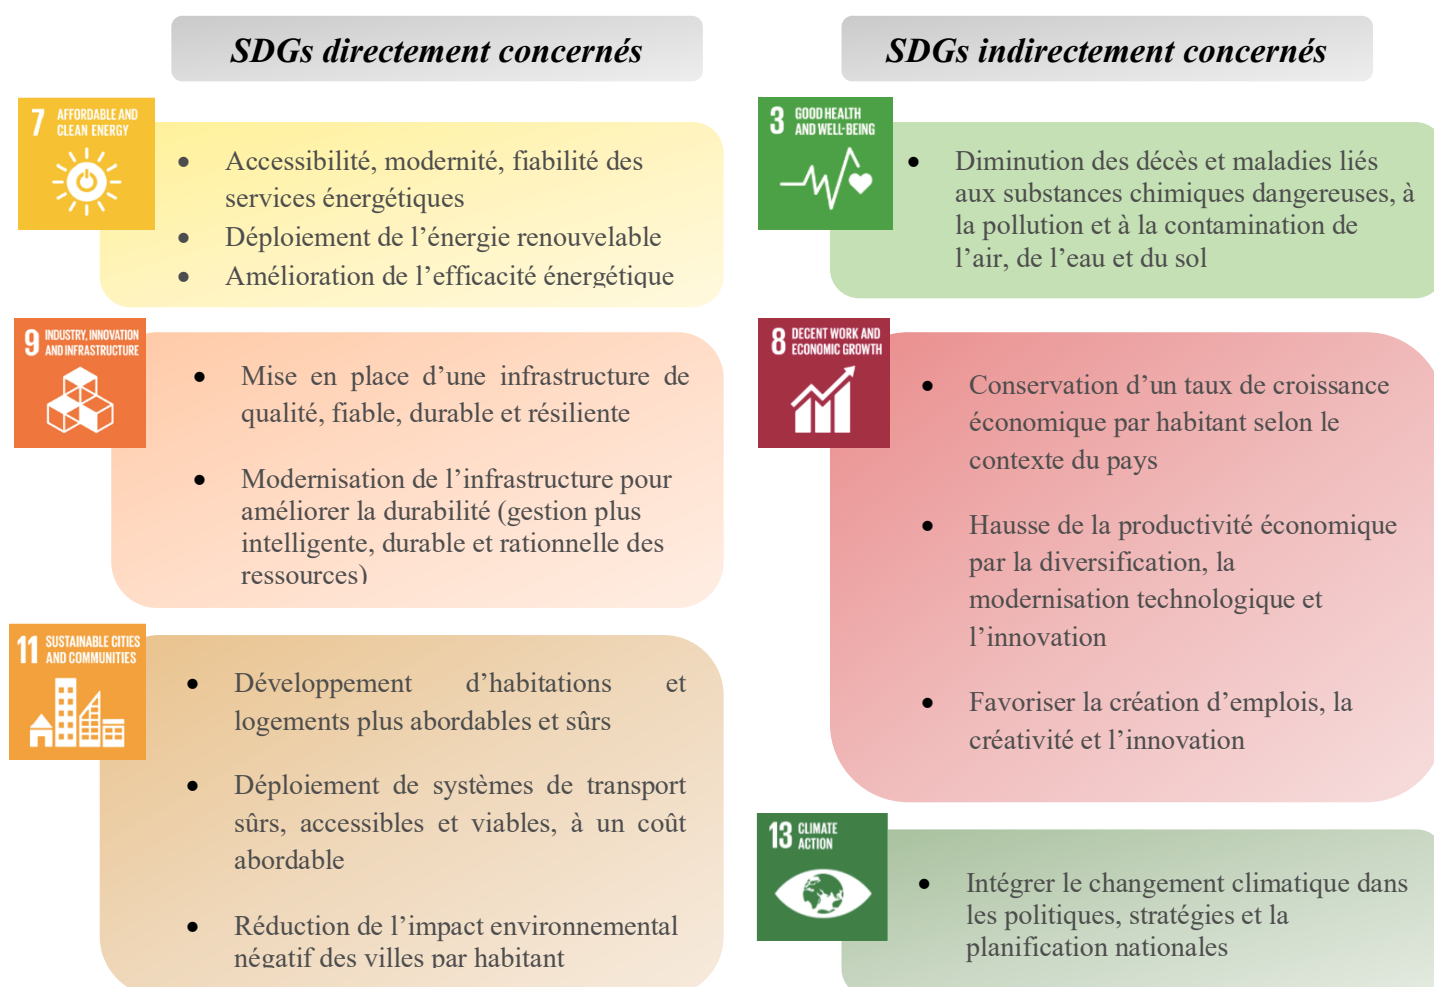 SDGs directement concernés
7 AFFORDABLE AND
CLEAN ENERGY
• Accessibilité, modernité, fiabilité des
services énergétiques
• Déploiement de l’énergie renouvelable
• Amélioration de l’efficacité énergétique
9 INDUSTRY, INNOVATION
AND INFRASTRUCTURE
• Mise en place d’une infrastructure de
qualité, fiable, durable et résiliente
• Modernisation de l’infrastructure pour
améliorer la durabilité (gestion plus
intelligente, durable et rationnelle des
ressources)
11 SUSTAINABLE CITIES
AND COMMUNITIES
• Développement d’habitations et
logements plus abordables et sûrs
• Déploiement de systèmes de transport
sûrs, accessibles et viables, à un coût
abordable
• Réduction de l’impact environnemental
négatif des villes par habitant
SDGs indirectement concernés
3 GOOD HEALTH
AND WELL-BEING
• Diminution des décès et maladies liés
aux substances chimiques dangereuses, à
la pollution et à la contamination de
l’air, de l’eau et du sol
8 DECENT WORK AND
ECONOMIC GROWTH
• Conservation d’un taux de croissance
économique par habitant selon le
contexte du pays
• Hausse de la productivité économique
par la diversification, la
modernisation technologique et
l’innovation
• Favoriser la création d’emplois, la
créativité et l’innovation
13 CLIMATE
ACTION
• Intégrer le changement climatique dans
les politiques, stratégies et la
planification nationales